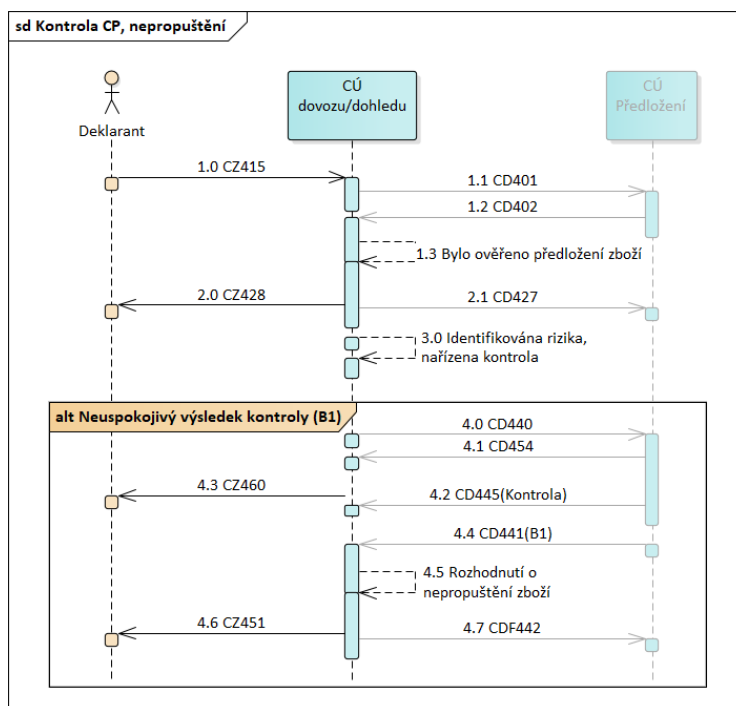 sd Kontrola CP, nepropuštění
CÚ
dovozu/dohledu
CÚ
Předložení
Deklarant
1.0 CZ415
1.1 CD401
1.2 CD402
1.3 Bylo ověřeno předložení zboží
2.0 CZ428
2.1 CD427
3.0 Identifikována rizika,
nařízena kontrola
alt Neuspokojivý výsledek kontroly (B1)
4.0 CD440
4.1 CD454
4.3 CZ460
4.2 CD445(Kontrola)
4.4 CD441(B1)
4.5 Rozhodnutí o
nepropuštění zboží
4.6 CZ451
4.7 CDF442